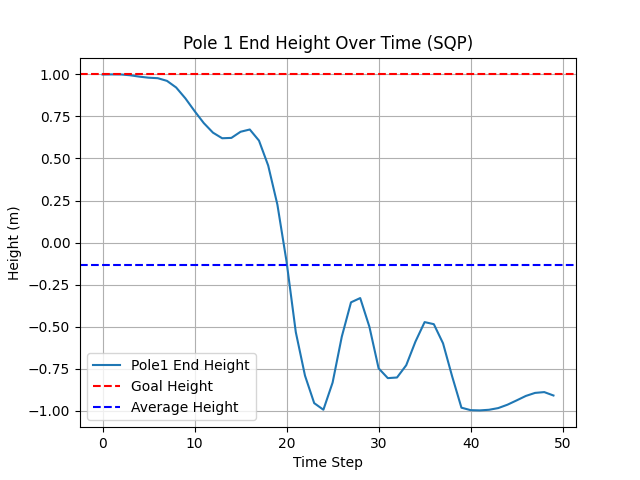 Pole 1 End Height Over Time (SQP)
Height (m)
1.00
0.75
0.50
0.25
0.00
−0.25
−0.50
−0.75
−1.00
Pole1 End Height
Goal Height
Average Height
0 10 20 30 40 50
Time Step